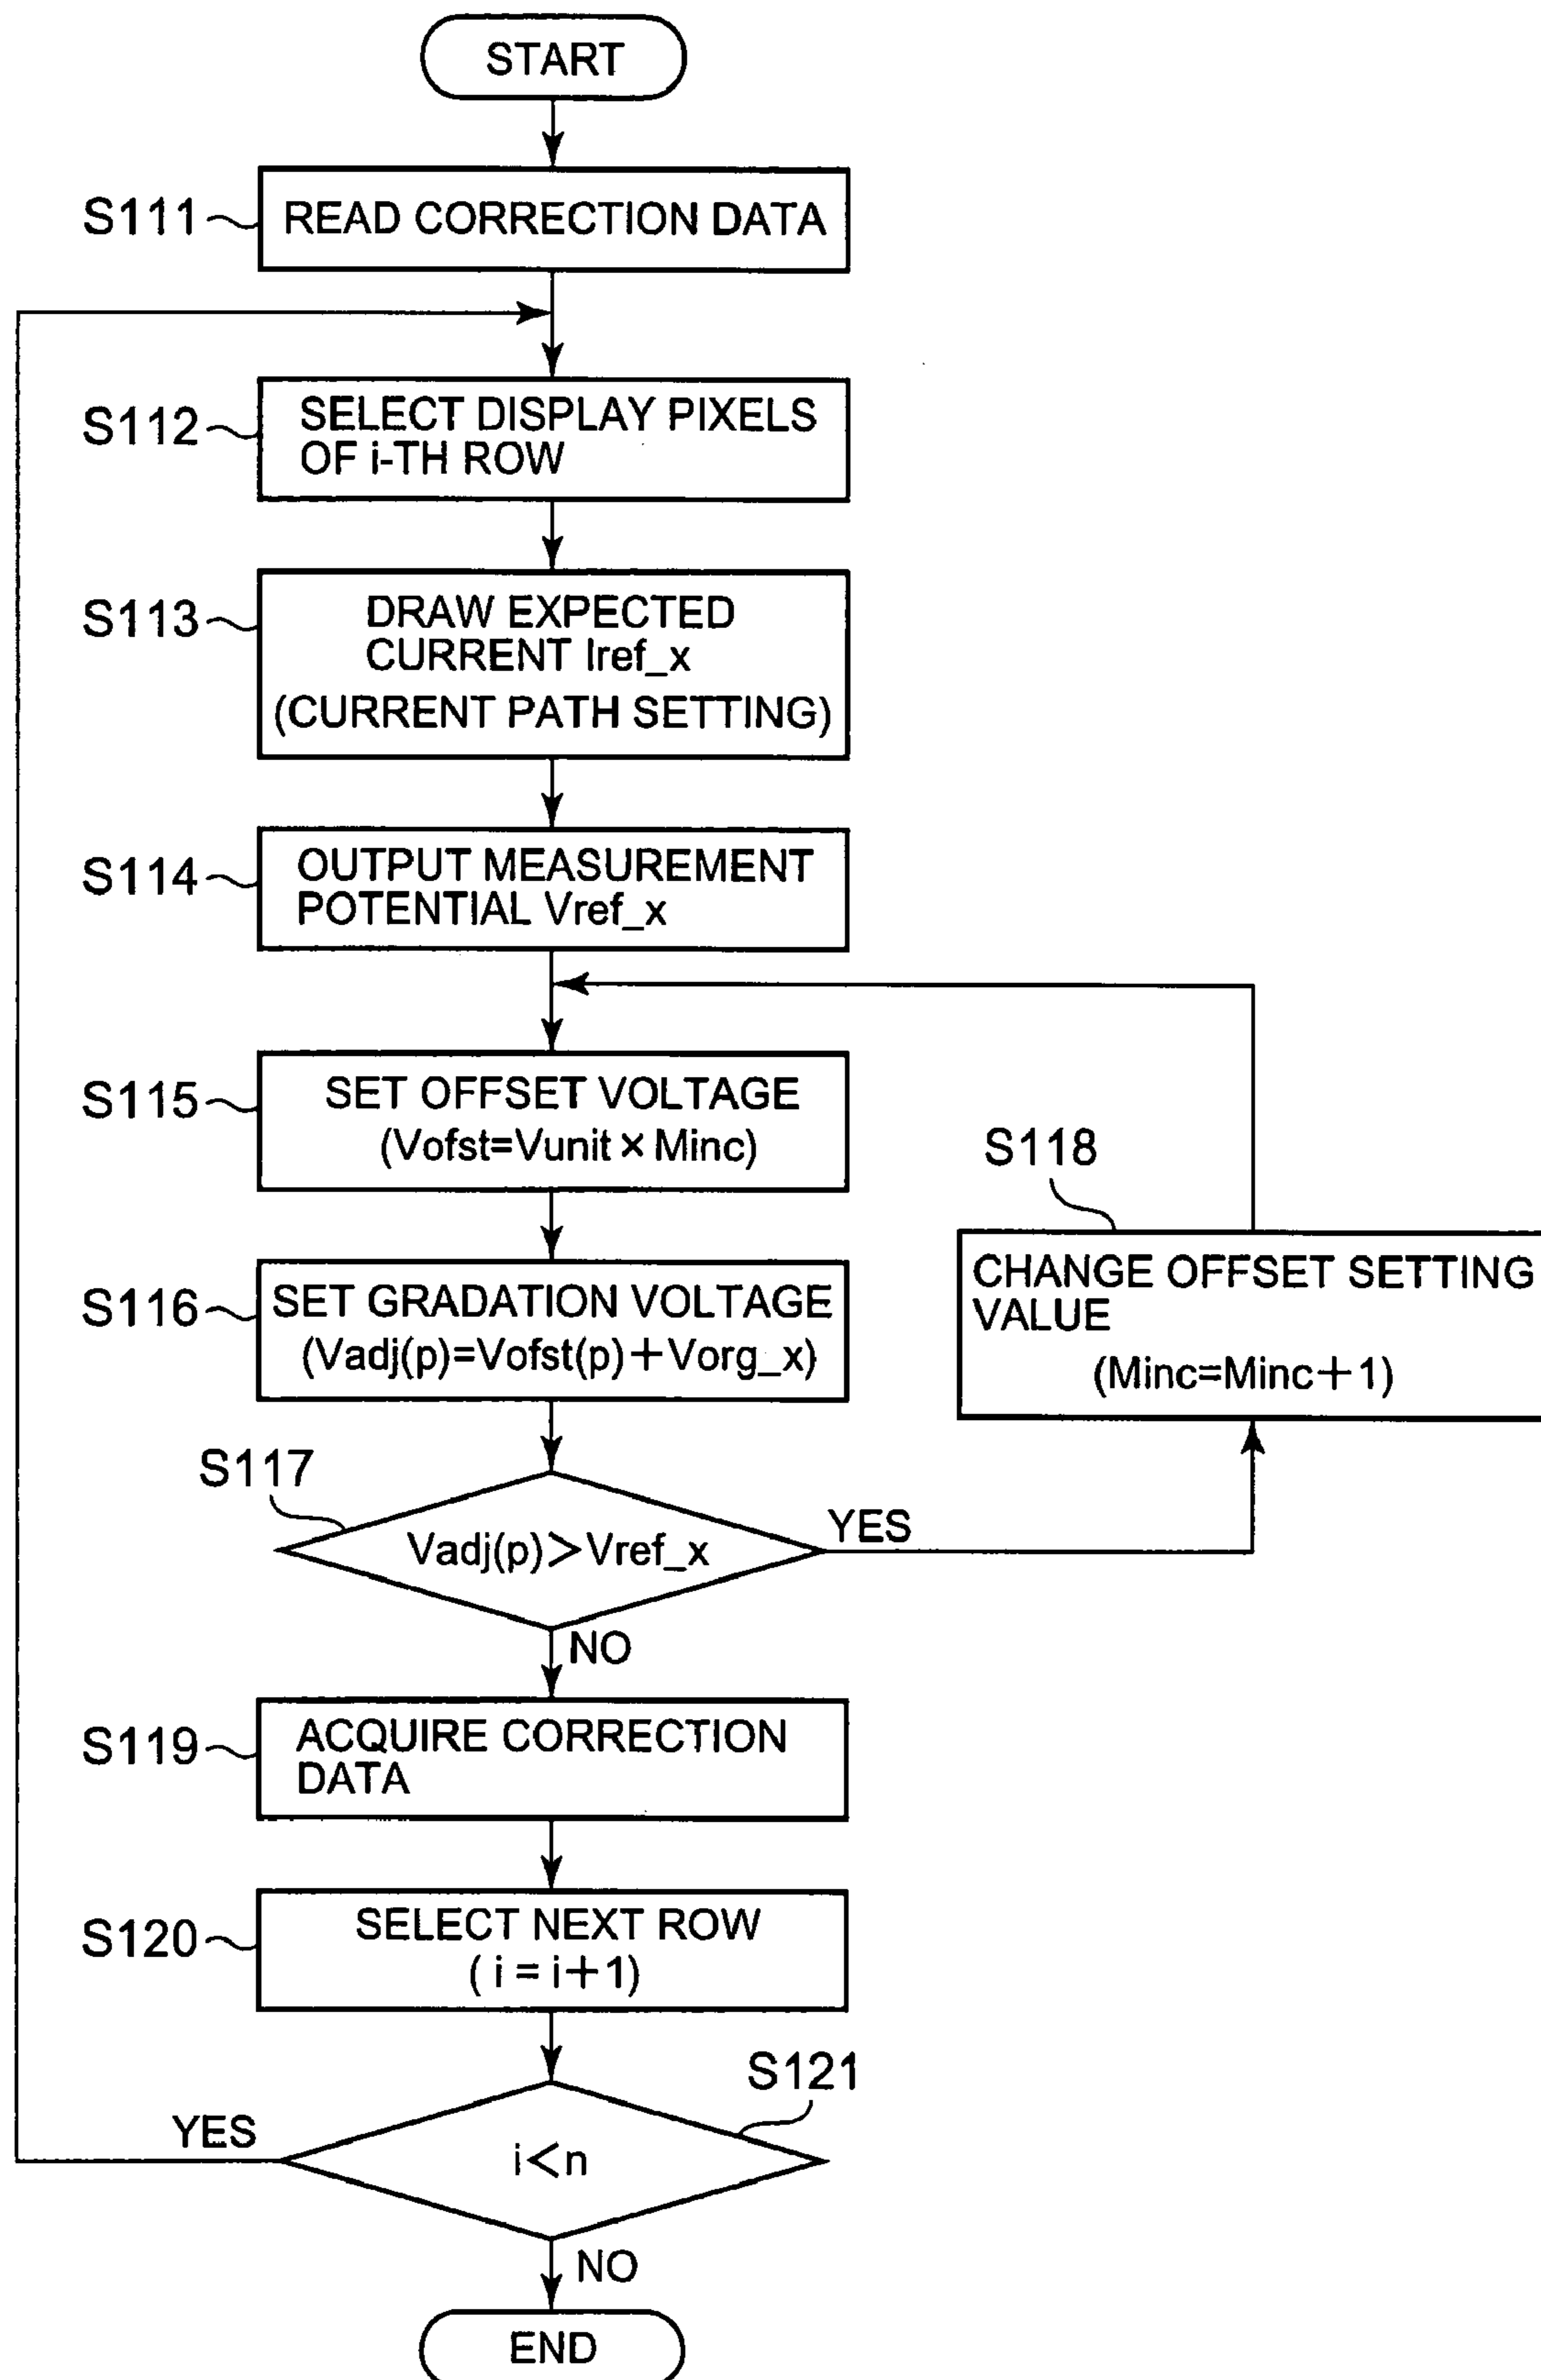 START
S111
READ CORRECTION DATA
S112
SELECT DISPLAY PIXELS
OF i-TH ROW
S113
DRAW EXPECTED
CURRENT Iref_x
(CURRENT PATH SETTING)
S114
OUTPUT MEASUREMENT
POTENTIAL Vref_x
S115
SET OFFSET VOLTAGE
(Vofst=Vunit×Minc)
S116
SET GRADATION VOLTAGE
(Vadj(p)=Vofst(p)+Vorg_x)
S118
CHANGE OFFSET SETTING
VALUE
(Minc=Minc+1)
S117
Vadj(p)>Vref_x
YES
NO
S119
ACQUIRE CORRECTION
DATA
S120
SELECT NEXT ROW
( i = i+1)
S121
i<n
YES
NO
END